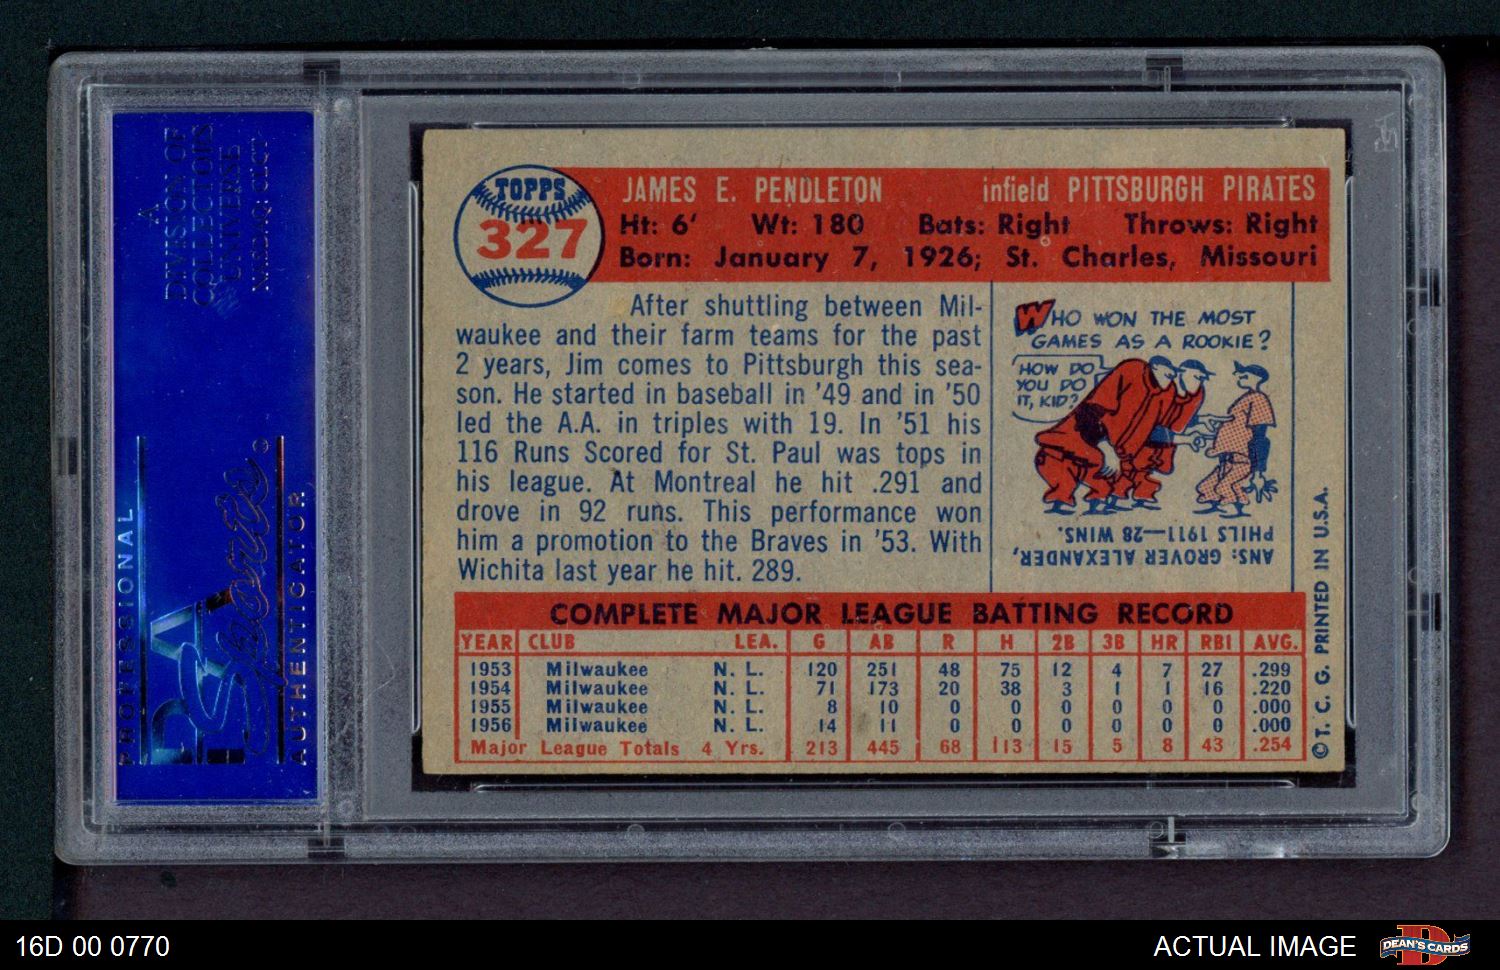 A
DIVISION OF
COLLECTORS
UNIVERSE
NASDAQ: CLCT
PROFESSIONAL
PSA
Sports
AUTHENTICATOR
TOPPS
327
JAMES E. PENDLETON infield PITTSBURGH PIRATES
Ht: 6' Wt: 180 Bats: Right Throws: Right
Born: January 7, 1926; St. Charles, Missouri
After shuttling between Mil-
waukee and their farm teams for the past
2 years, Jim comes to Pittsburgh this sea-
son. He started in baseball in '49 and in '50
led the A.A. in triples with 19. In '51 his
116 Runs Scored for St. Paul was tops in
his league. At Montreal he hit .291 and
drove in 92 runs. This performance won
him a promotion to the Braves in '53. With
Wichita last year he hit. 289.
WHO WON THE MOST
GAMES AS A ROOKIE?
HOW DO
YOU DO
IT, KID?
ANS: GROVER ALEXANDER,
PHILS 1911—28 WINS.
COMPLETE MAJOR LEAGUE BATTING RECORD
YEAR CLUB LEA. G AB R H 2B 3B HR RBI AVG.
1953 Milwaukee N. L. 120 251 48 75 12 4 7 27 .299
1954 Milwaukee N. L. 71 173 20 38 3 1 1 16 .220
1955 Milwaukee N. L. 8 10 0 0 0 0 0 0 .000
1956 Milwaukee N. L. 14 11 0 0 0 0 0 0 .000
Major League Totals 4 Yrs. 213 445 68 113 15 5 8 43 .254
© T. C. G. PRINTED IN U.S.A.
16D 00 0770
ACTUAL IMAGE
DEAN'S CARDS